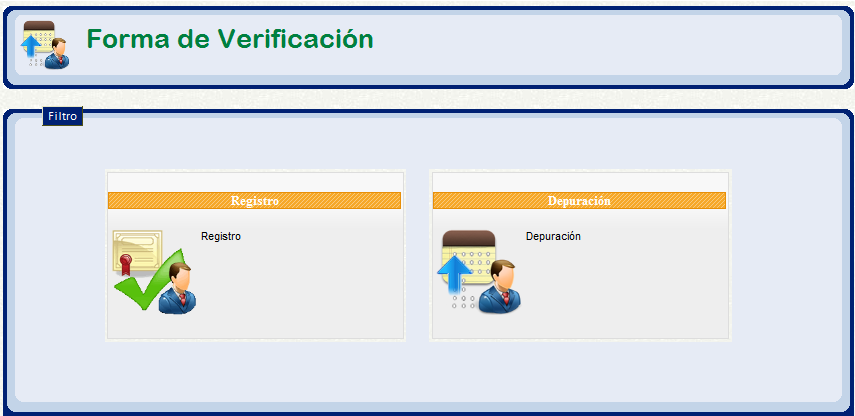 Forma de Verificación
Filtro
Registro
Depuración
Registro
Depuración